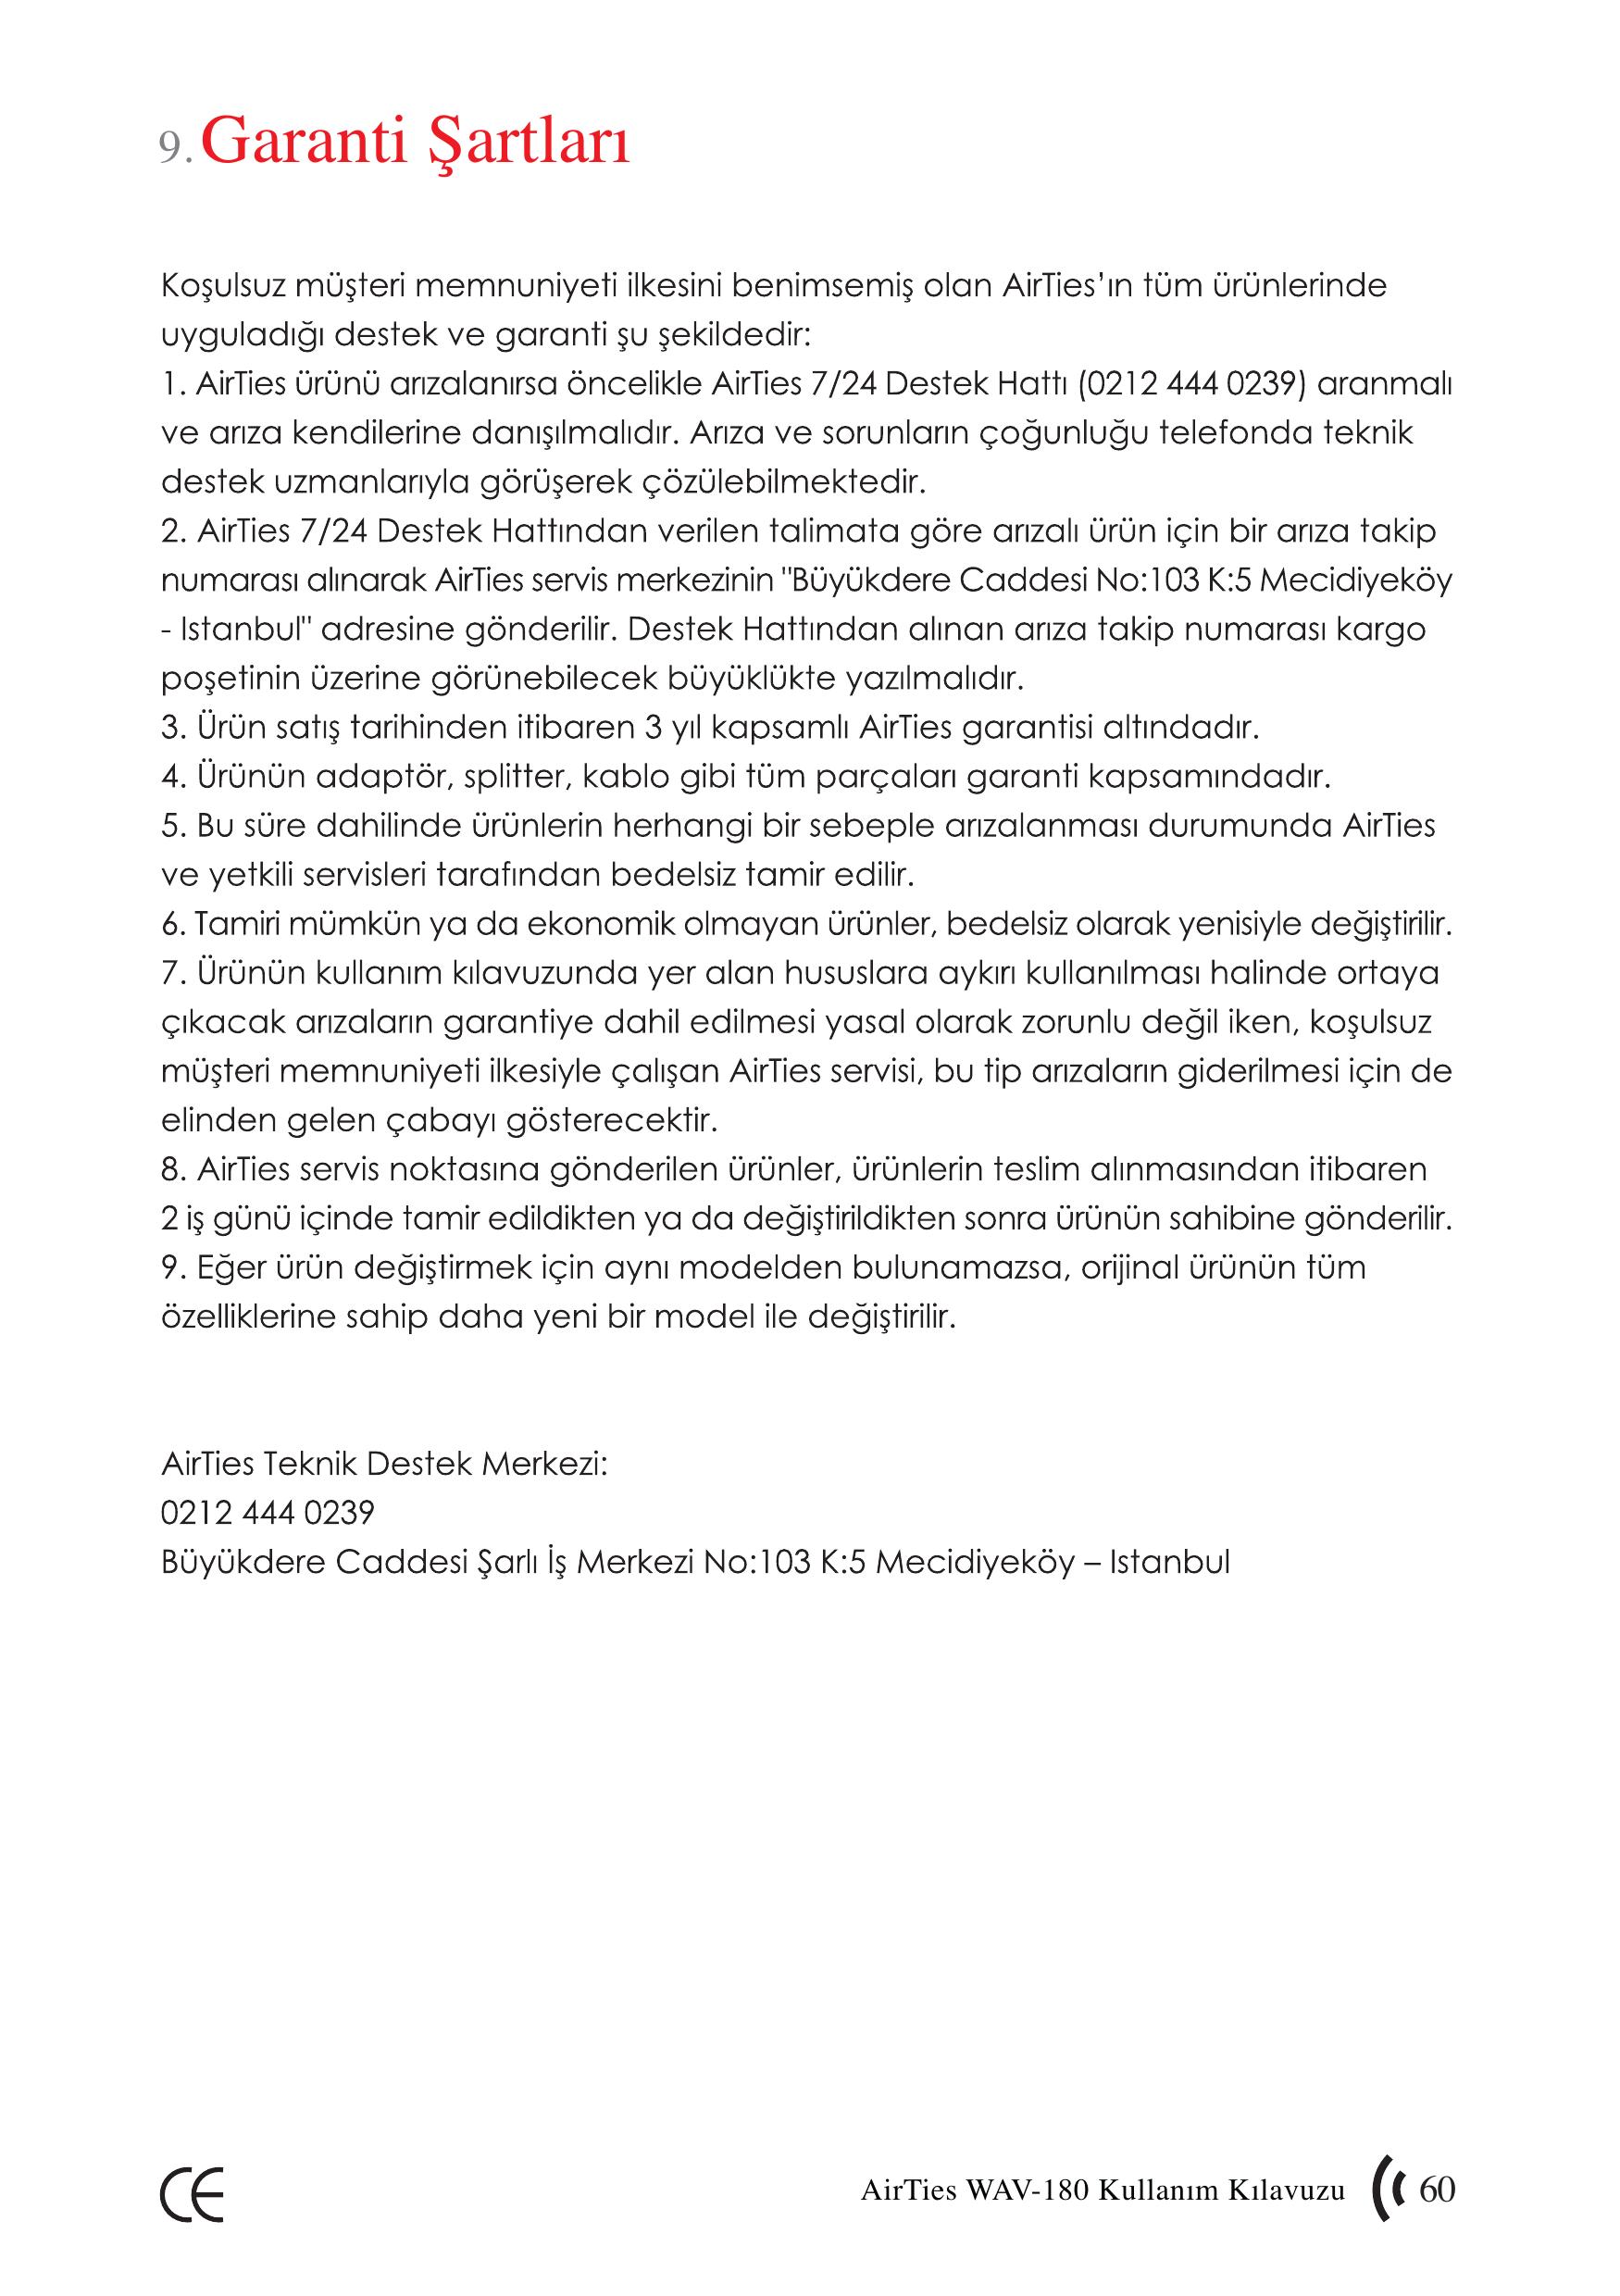 9. Garanti Şartları
Koşulsuz müşteri memnuniyeti ilkesini benimsemiş olan AirTies’ın tüm ürünlerinde
uyguladığı destek ve garanti şu şekildedir:
1. AirTies ürünü arızalanırsa öncelikle AirTies 7/24 Destek Hattı (0212 444 0239) aranmalı
ve arıza kendilerine danışılmalıdır. Arıza ve sorunların çoğunluğu telefonda teknik
destek uzmanlarıyla görüşerek çözülebilmektedir.
2. AirTies 7/24 Destek Hattından verilen talimata göre arızalı ürün için bir arıza takip
numarası alınarak AirTies servis merkezinin "Büyükdere Caddesi No:103 K:5 Mecidiyeköy
- Istanbul" adresine gönderilir. Destek Hattından alınan arıza takip numarası kargo
poşetinin üzerine görünebilecek büyüklükte yazılmalıdır.
3. Ürün satış tarihinden itibaren 3 yıl kapsamlı AirTies garantisi altındadır.
4. Ürünün adaptör, splitter, kablo gibi tüm parçaları garanti kapsamındadır.
5. Bu süre dahilinde ürünlerin herhangi bir sebeple arızalanması durumunda AirTies
ve yetkili servisleri tarafından bedelsiz tamir edilir.
6. Tamiri mümkün ya da ekonomik olmayan ürünler, bedelsiz olarak yenisiyle değiştirilir.
7. Ürünün kullanım kılavuzunda yer alan hususlara aykırı kullanılması halinde ortaya
çıkacak arızaların garantiye dahil edilmesi yasal olarak zorunlu değil iken, koşulsuz
müşteri memnuniyeti ilkesiyle çalışan AirTies servisi, bu tip arızaların giderilmesi için de
elinden gelen çabayı gösterecektir.
8. AirTies servis noktasına gönderilen ürünler, ürünlerin teslim alınmasından itibaren
2 iş günü içinde tamir edildikten ya da değiştirildikten sonra ürünün sahibine gönderilir.
9. Eğer ürün değiştirmek için aynı modelden bulunamazsa, orijinal ürünün tüm
özelliklerine sahip daha yeni bir model ile değiştirilir.
AirTies Teknik Destek Merkezi:
0212 444 0239
Büyükdere Caddesi Şarlı İş Merkezi No:103 K:5 Mecidiyeköy – Istanbul
CE
AirTies WAV-180 Kullanım Kılavuzu 60